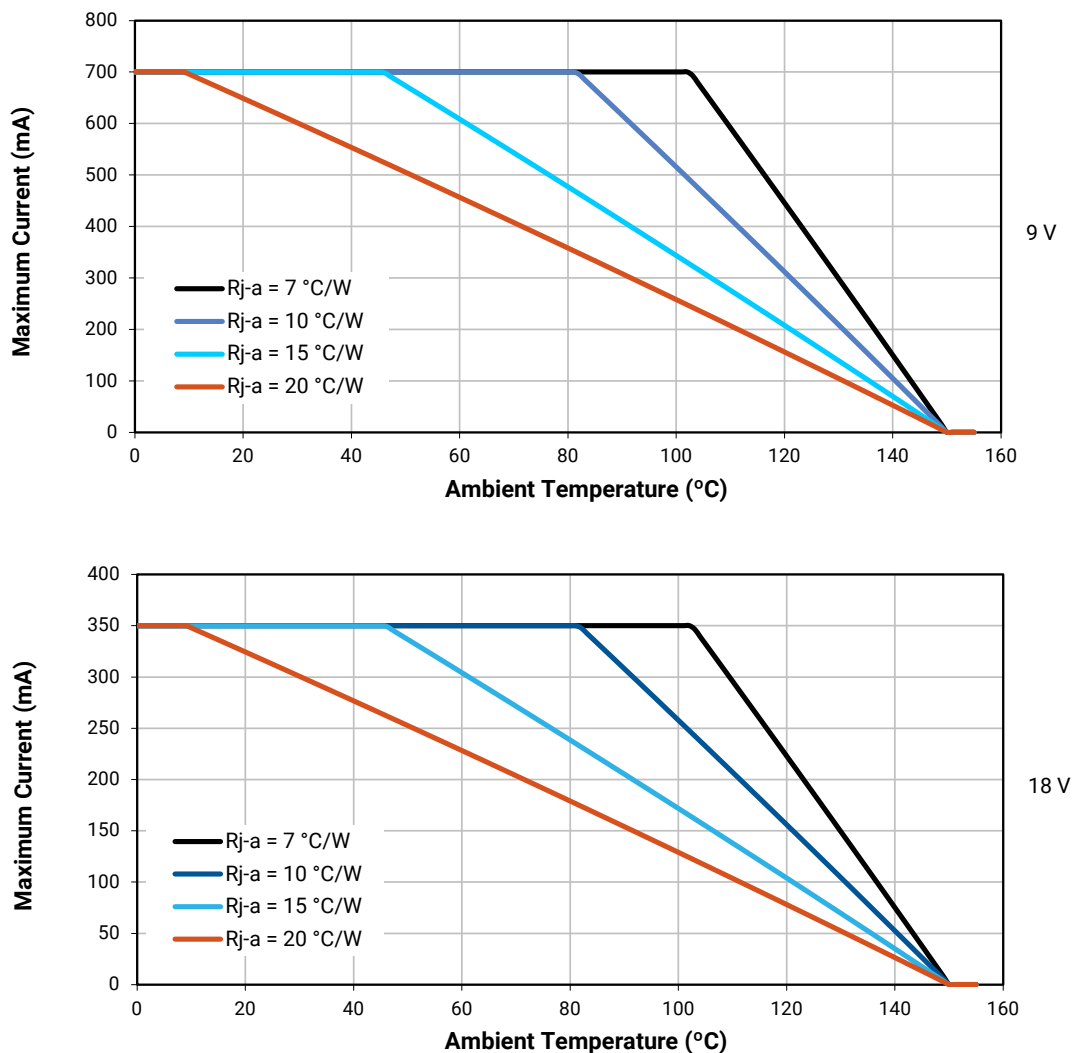 800
700
600
500
400
300
200
100
0
Maximum Current (mA)
Rj-a = 7 °C/W
Rj-a = 10 °C/W
Rj-a = 15 °C/W
Rj-a = 20 °C/W
0 20 40 60 80 100 120 140 160
Ambient Temperature (ºC)
9 V
400
350
300
250
200
150
100
50
0
Maximum Current (mA)
Rj-a = 7 °C/W
Rj-a = 10 °C/W
Rj-a = 15 °C/W
Rj-a = 20 °C/W
0 20 40 60 80 100 120 140 160
Ambient Temperature (ºC)
18 V